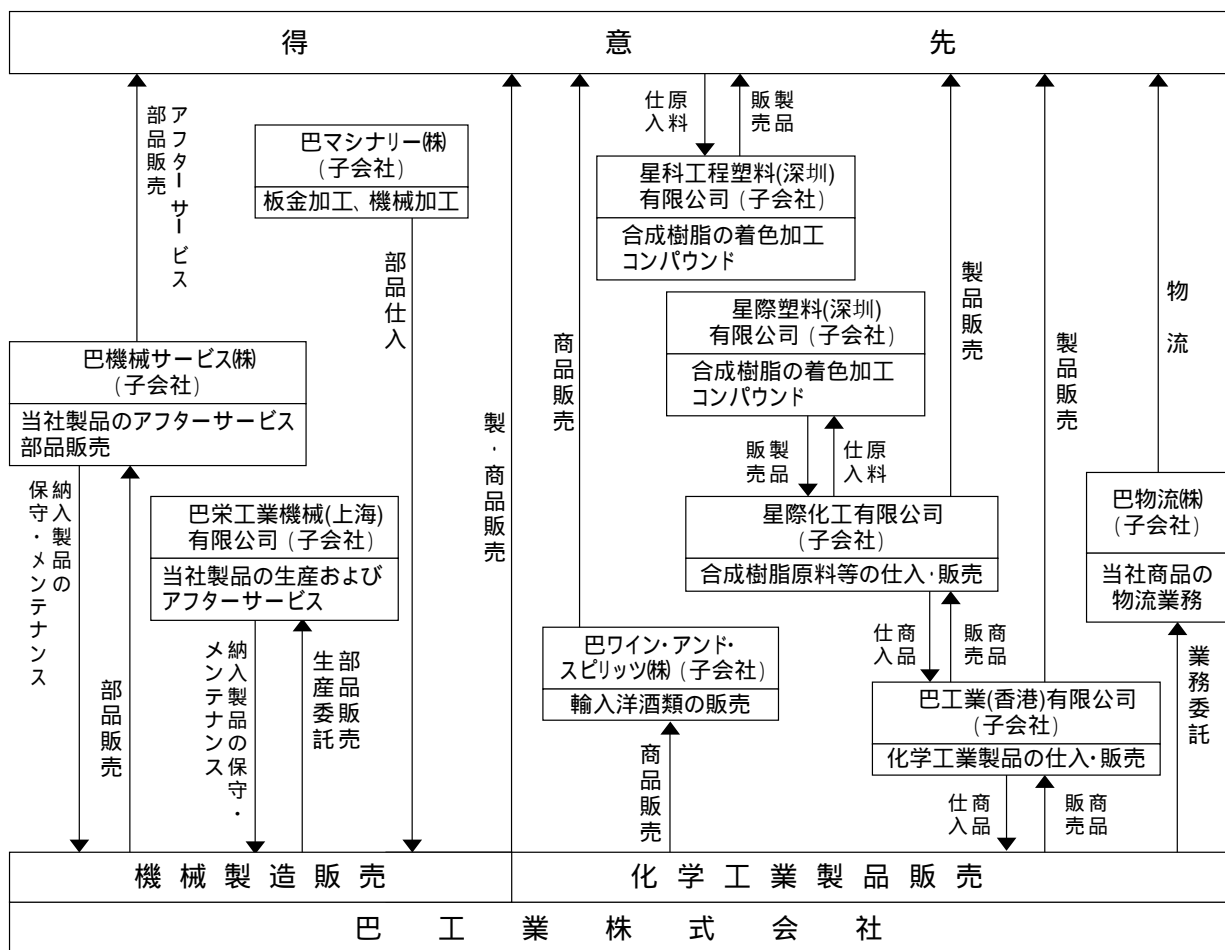 得意先
アフターサービス
部品販売
巴マシナリー㈱
(子会社)
板金加工、機械加工
部品仕入
巴機械サービス㈱
(子会社)
当社製品のアフターサービス
部品販売
納入製品の
保守・メンテナンス
部品販売
巴栄工業機械(上海)
有限公司 (子会社)
当社製品の生産および
アフターサービス
納入製品の保守・
メンテナンス
部品販売
生産委託
製・商品販売
商品販売
原料
仕入
製品
販売
星科工程塑料(深圳)
有限公司 (子会社)
合成樹脂の着色加工
コンパウンド
星際塑料(深圳)
有限公司 (子会社)
合成樹脂の着色加工
コンパウンド
製品
販売
原料
仕入
星際化工有限公司
(子会社)
合成樹脂原料等の仕入・販売
製品販売
製品販売
物流
巴物流㈱
(子会社)
当社商品の
物流業務
業務委託
巴ワイン・アンド・
スピリッツ㈱ (子会社)
輸入洋酒類の販売
商品販売
商品
仕入
商品
販売
巴工業(香港)有限公司
(子会社)
化学工業製品の仕入・販売
商品
仕入
商品
販売
機械製造販売
化学工業製品販売
巴工業株式会社